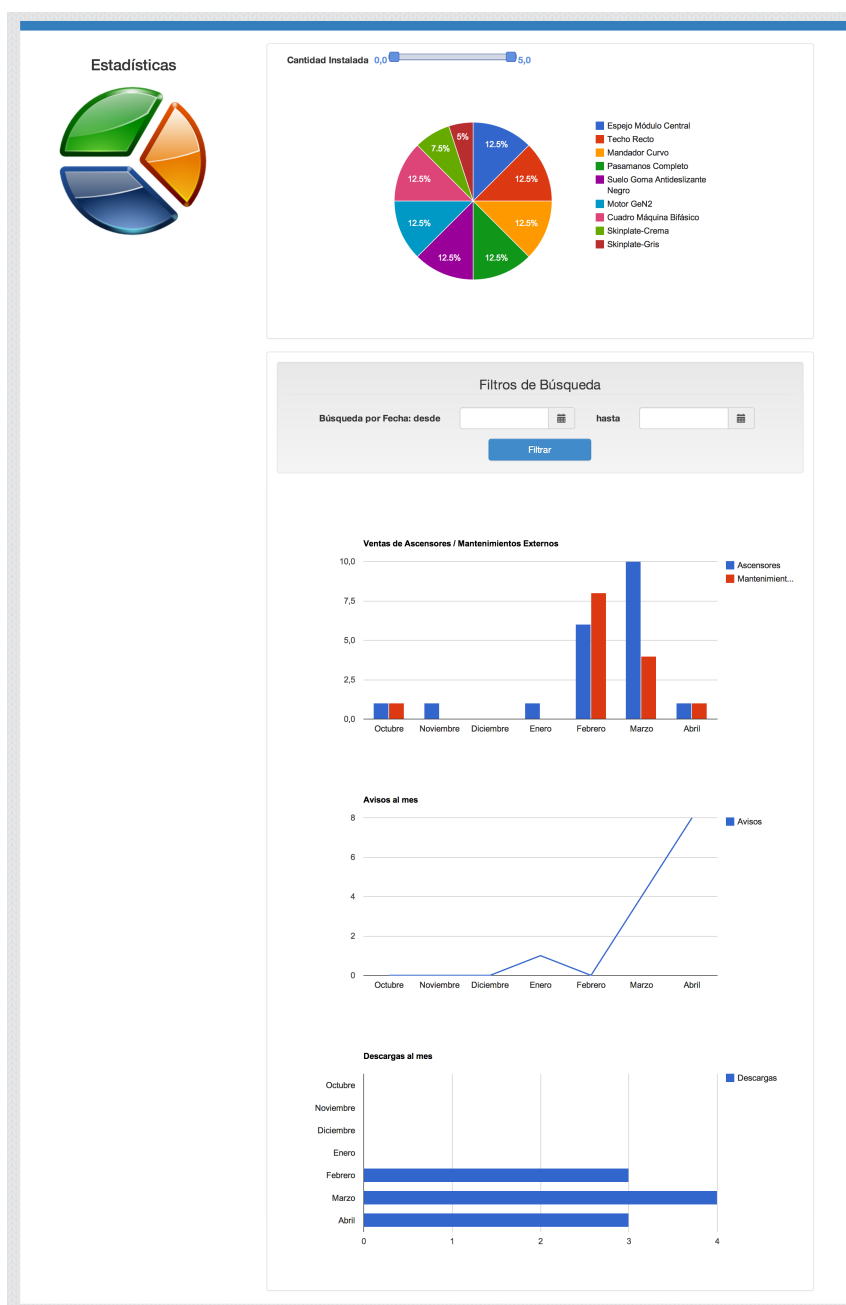 Estadísticas
Cantidad Instalada 0,0 5,0
5%
12.5%
7.5%
12.5%
12.5%
12.5%
12.5%
12.5%
12.5%
Espejo Módulo Central
Techo Recto
Mandador Curvo
Pasamanos Completo
Suelo Goma Antideslizante
Negro
Motor GeN2
Cuadro Máquina Bifásico
Skinplate-Crema
Skinplate-Gris
Filtros de Búsqueda
Búsqueda por Fecha: desde hasta
Filtrar
Ventas de Ascensores / Mantenimientos Externos
10,0
7,5
5,0
2,5
0,0
Octubre Noviembre Diciembre Enero Febrero Marzo Abril
Ascensores
Mantenimient...
Avisos al mes
8
6
4
2
0
Octubre Noviembre Diciembre Enero Febrero Marzo Abril
Avisos
Descargas al mes
Octubre
Noviembre
Diciembre
Enero
Febrero
Marzo
Abril
0 1 2 3 4
Descargas